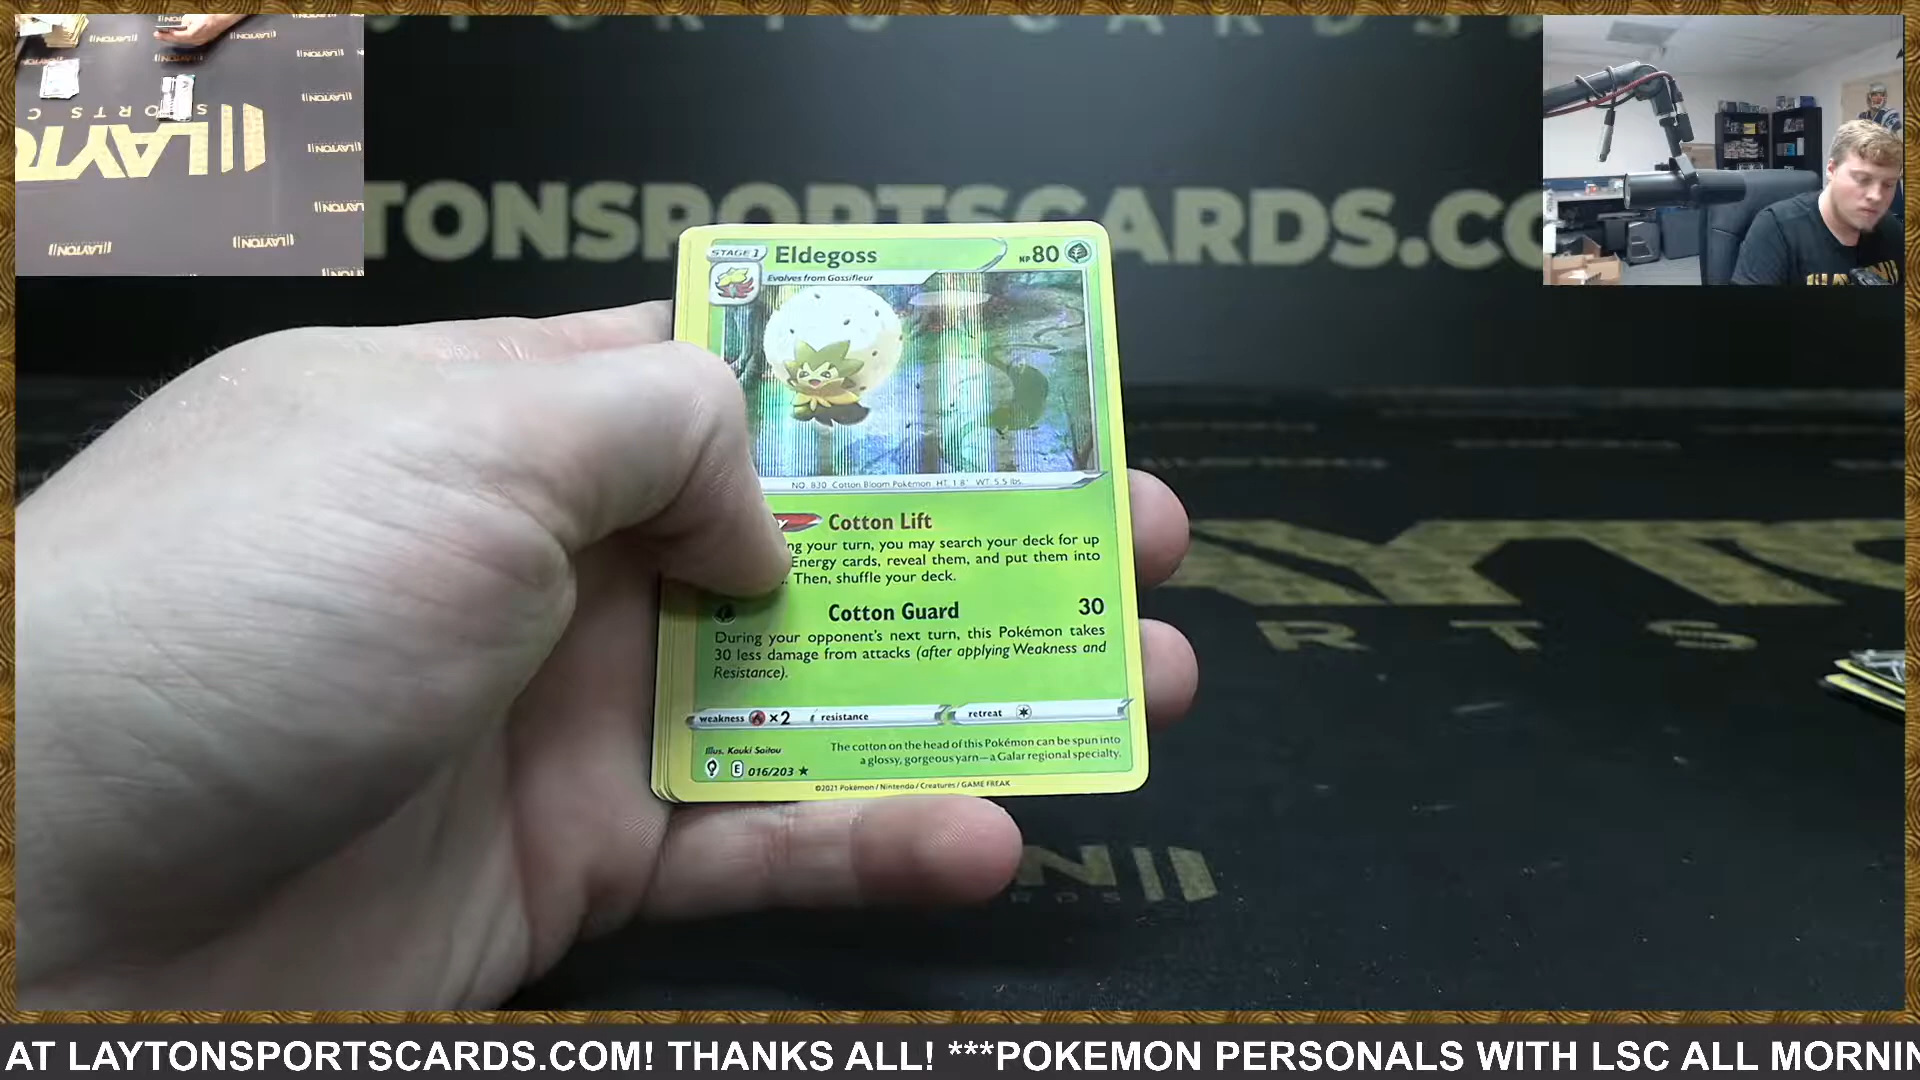 SPORTS CARDS
TONSPORTSCARDS.CO
LAYTON
S C
LAYTON
STAGE 1
Eldegoss
HP 80
Evolves from Gossifleur
NO. 830 Cotton Bloom Pokémon HT. 1'8" WT. 5.5 lbs.
Cotton Lift
ng your turn, you may search your deck for up
Energy cards, reveal them, and put them into
. Then, shuffle your deck.
Cotton Guard 30
During your opponent's next turn, this Pokémon takes
30 less damage from attacks (after applying Weakness and
Resistance).
weakness ×2 resistance retreat
Illus. Kouki Saitou
The cotton on the head of this Pokémon can be spun into
a glossy, gorgeous yarn—a Galar regional specialty.
E 016/203
©2021 Pokémon / Nintendo / Creatures / GAME FREAK
AT LAYTONSPORTSCARDS.COM! THANKS ALL! ***POKEMON PERSONALS WITH LSC ALL MORNIN